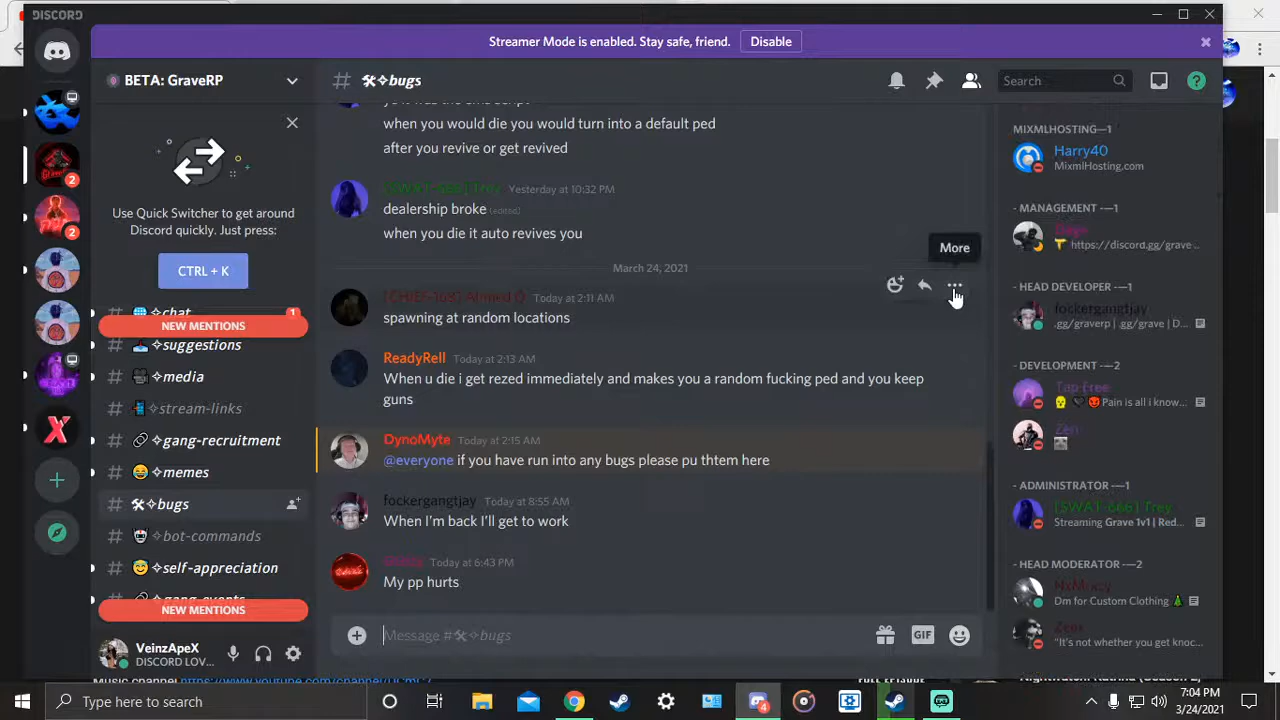 DISCORD
Streamer Mode is enabled. Stay safe, friend.
Disable
BETA: GraveRP
Use Quick Switcher to get around
Discord quickly. Just press:
CTRL + K
chat
1
NEW MENTIONS
suggestions
media
stream-links
gang-recruitment
memes
bugs
bot-commands
self-appreciation
gang-events
NEW MENTIONS
VeinzApeX
DISCORD LOV...
2
2
# bugs
Search
when you would die you would turn into a default ped
after you revive or get revived
[SWAT-666] Trey Yesterday at 10:32 PM
dealership broke (edited)
when you die it auto revives you
March 24, 2021
More
Ahmed Today at 2:11 AM
spawning at random locations
ReadyRell Today at 2:13 AM
When u die i get rezed immediately and makes you a random fucking ped and you keep
guns
DynoMyte Today at 2:15 AM
@everyone if you have run into any bugs please pu thtem here
fockergangtjay Today at 8:55 AM
When I'm back I'll get to work
Today at 6:43 PM
My pp hurts
Message # bugs
GIF
MIXMLHOSTING—1
Harry40
MixmlHosting.com
- MANAGEMENT -—1
https://discord.gg/grave ...
- HEAD DEVELOPER -—1
fockergangtjay
.gg/graverp | .gg/grave | D...
- DEVELOPMENT -—2
Tap Free
Pain is all i know...
Zen
- ADMINISTRATOR -—1
[SWAT-666] Trey
Streaming Grave 1v1 | Red...
- HEAD MODERATOR -—2
Dm for Custom Clothing
"It's not whether you get knoc...
Type here to search
4
7:04 PM
3/24/2021